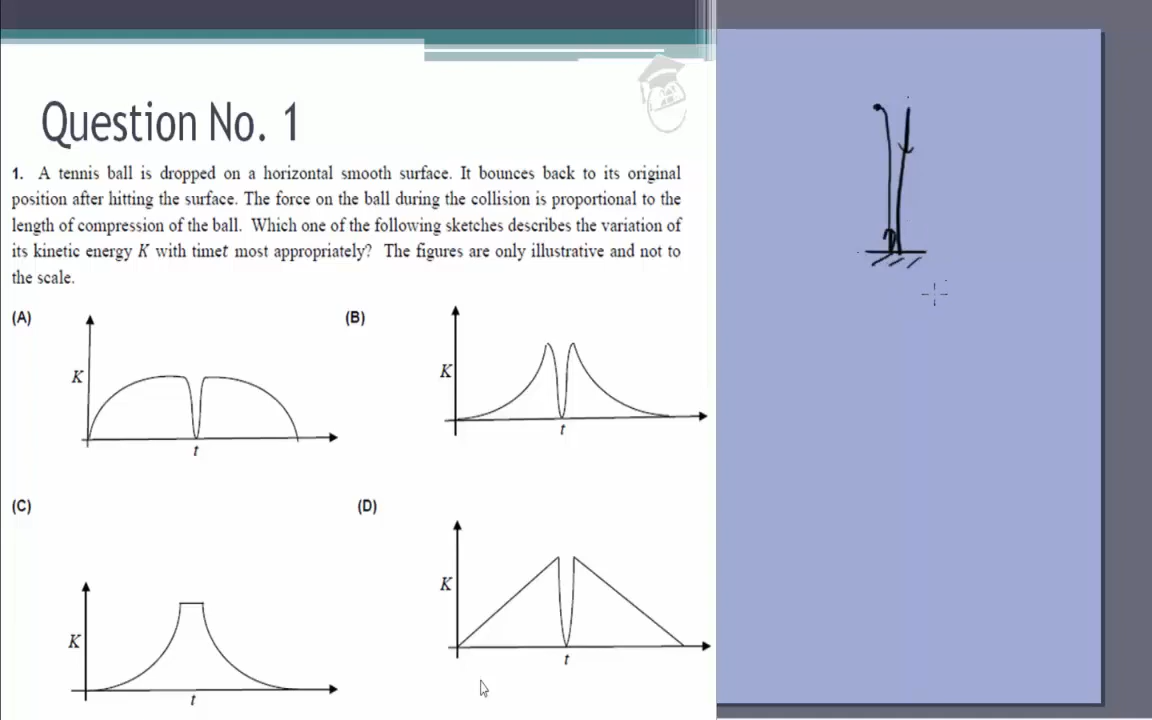 Question No. 1
1. A tennis ball is dropped on a horizontal smooth surface. It bounces back to its original
position after hitting the surface. The force on the ball during the collision is proportional to the
length of compression of the ball. Which one of the following sketches describes the variation of
its kinetic energy K with timet most appropriately? The figures are only illustrative and not to
the scale.
(A)
(B)
K
K
t
t
(C)
(D)
K
K
t
t